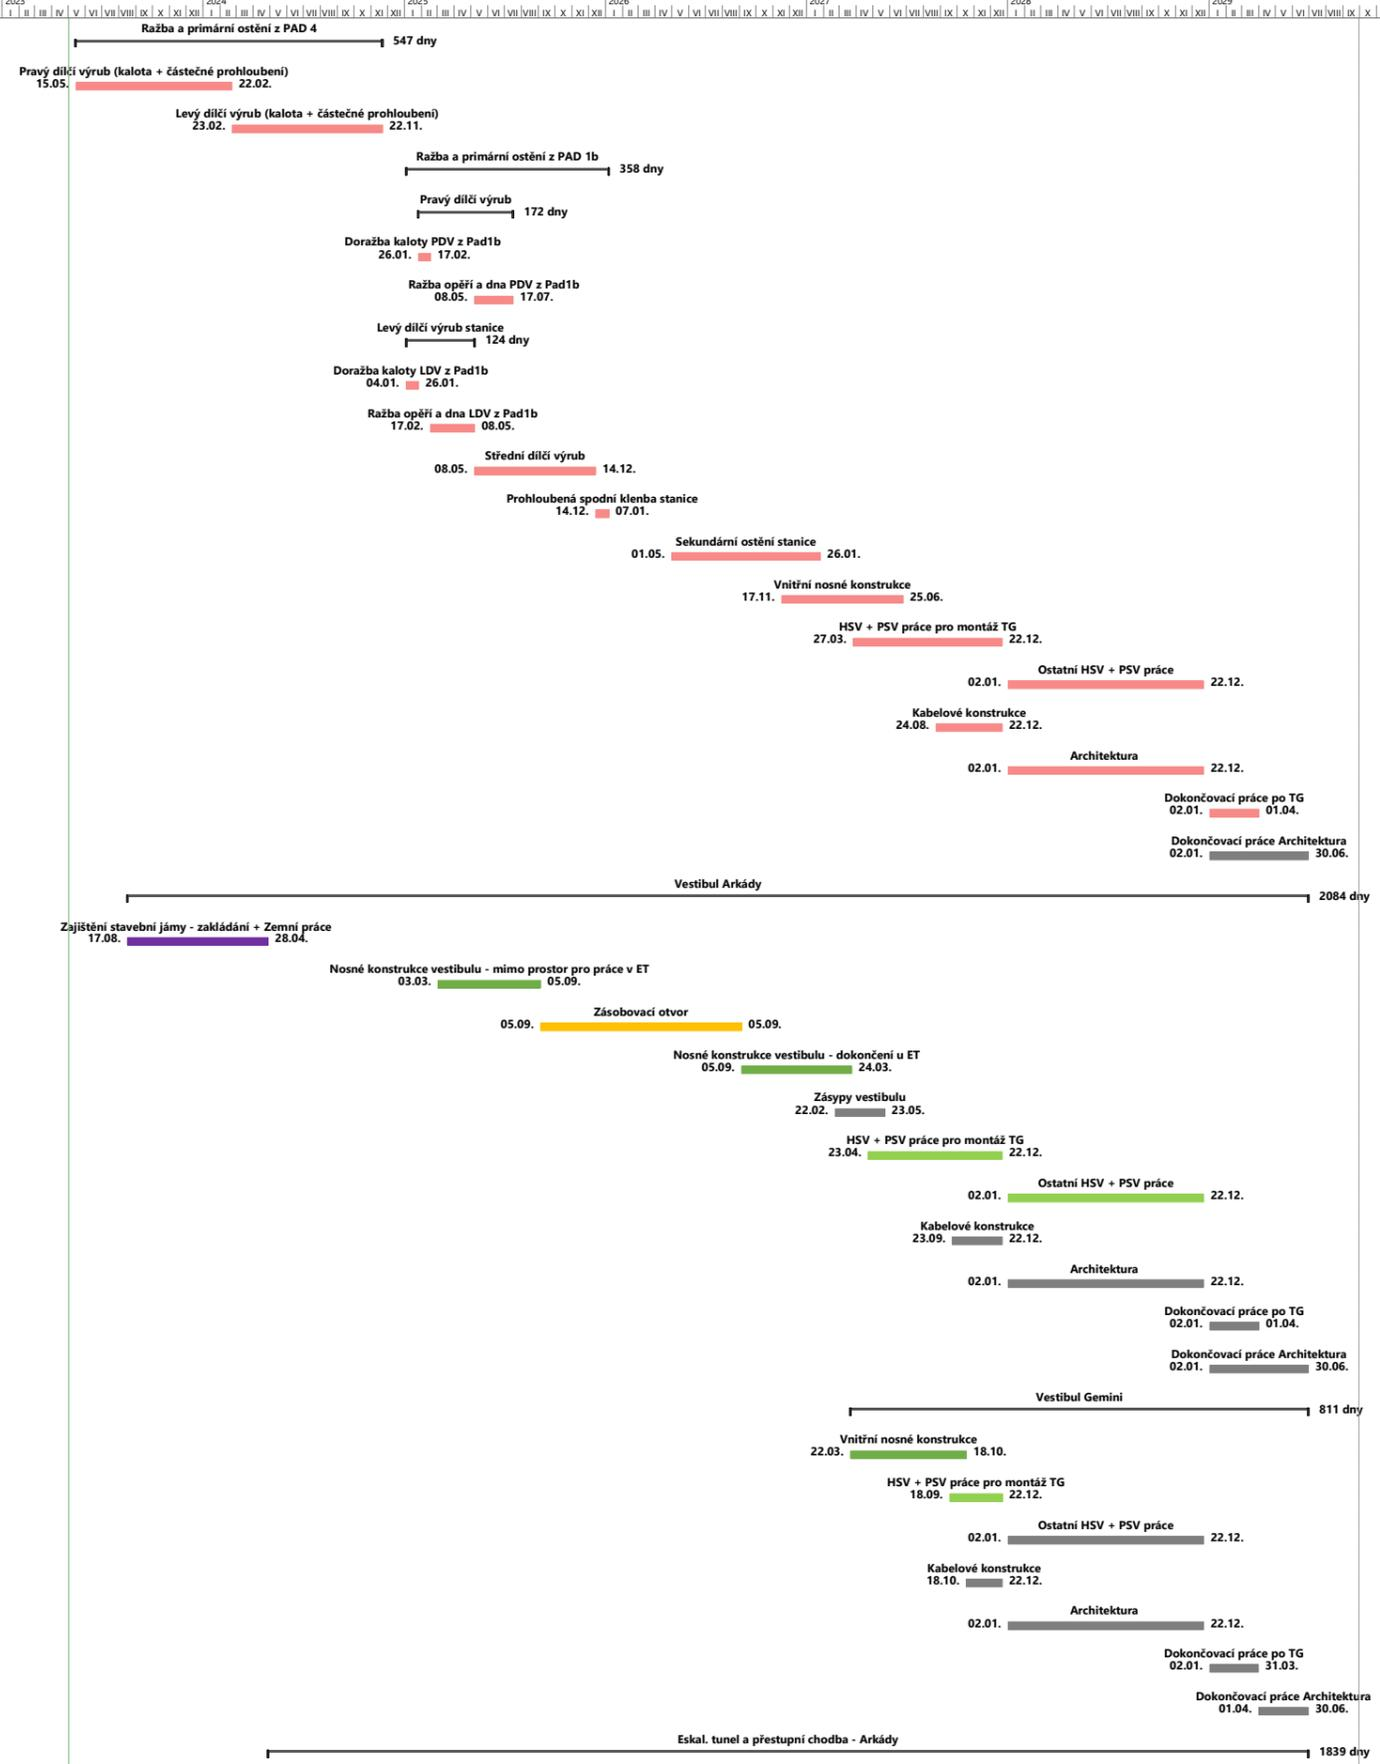 2023 2024 2025 2026 2027 2028 2029
I II III IV V VI VII VIII IX X XI XII I II III IV V VI VII VIII IX X XI XII I II III IV V VI VII VIII IX X XI XII I II III IV V VI VII VIII IX X XI XII I II III IV V VI VII VIII IX X XI XII I II III IV V VI VII VIII IX X XI XII I II III IV V VI VII VIII IX X
Ražba a primární ostění z PAD 4
547 dny
Pravý dílčí výrub (kalota + částečné prohloubení)
15.05. 22.02.
Levý dílčí výrub (kalota + částečné prohloubení)
23.02. 22.11.
Ražba a primární ostění z PAD 1b
358 dny
Pravý dílčí výrub
172 dny
Doražba kaloty PDV z Pad1b
26.01. 17.02.
Ražba opěří a dna PDV z Pad1b
08.05. 17.07.
Levý dílčí výrub stanice
124 dny
Doražba kaloty LDV z Pad1b
04.01. 26.01.
Ražba opěří a dna LDV z Pad1b
17.02. 08.05.
Střední dílčí výrub
08.05. 14.12.
Prohloubená spodní klenba stanice
14.12. 07.01.
Sekundární ostění stanice
01.05. 26.01.
Vnitřní nosné konstrukce
17.11. 25.06.
HSV + PSV práce pro montáž TG
27.03. 22.12.
Ostatní HSV + PSV práce
02.01. 22.12.
Kabelové konstrukce
24.08. 22.12.
Architektura
02.01. 22.12.
Dokončovací práce po TG
02.01. 01.04.
Dokončovací práce Architektura
02.01. 30.06.
Vestibul Arkády
2084 dny
Zajištění stavební jámy - zakládání + Zemní práce
17.08. 28.04.
Nosné konstrukce vestibulu - mimo prostor pro práce v ET
03.03. 05.09.
Zásobovací otvor
05.09. 05.09.
Nosné konstrukce vestibulu - dokončení u ET
05.09. 24.03.
Zásypy vestibulu
22.02. 23.05.
HSV + PSV práce pro montáž TG
23.04. 22.12.
Ostatní HSV + PSV práce
02.01. 22.12.
Kabelové konstrukce
23.09. 22.12.
Architektura
02.01. 22.12.
Dokončovací práce po TG
02.01. 01.04.
Dokončovací práce Architektura
02.01. 30.06.
Vestibul Gemini
811 dny
Vnitřní nosné konstrukce
22.03. 18.10.
HSV + PSV práce pro montáž TG
18.09. 22.12.
Ostatní HSV + PSV práce
02.01. 22.12.
Kabelové konstrukce
18.10. 22.12.
Architektura
02.01. 22.12.
Dokončovací práce po TG
02.01. 31.03.
Dokončovací práce Architektura
01.04. 30.06.
Eskal. tunel a přestupní chodba - Arkády
1839 dny